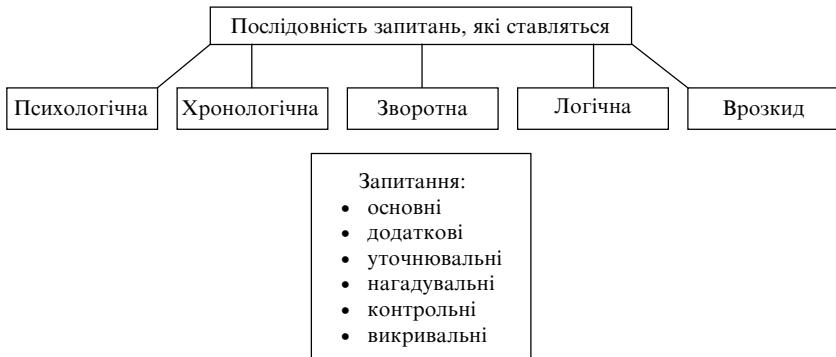 Послідовність запитань, які ставляться
Психологічна
Хронологічна
Зворотна
Логічна
Врозкид
Запитання:
• основні
• додаткові
• уточнювальні
• нагадувальні
• контрольні
• викривальні